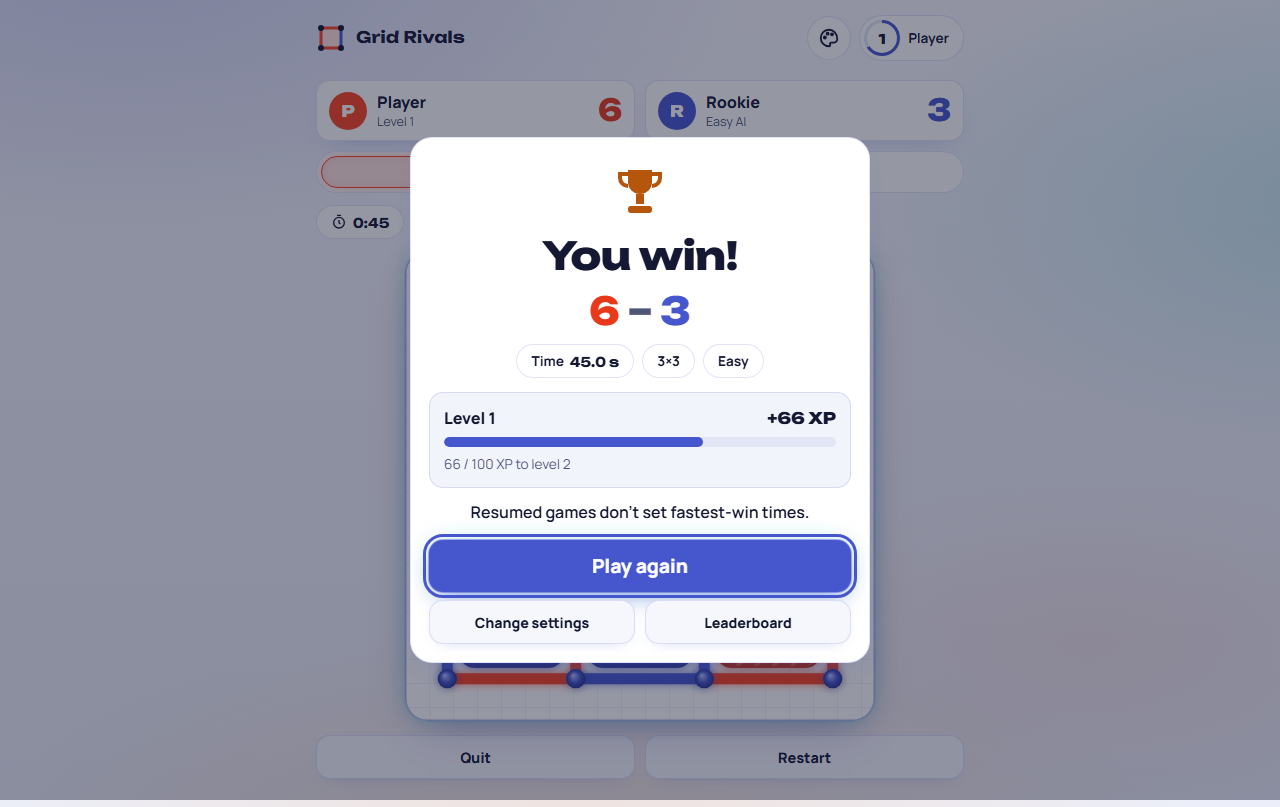 Grid Rivals
1 Player
P Player 6
Level 1
R Rookie 3
Easy AI
0:45
You win!
6 – 3
Time 45.0 s 3×3 Easy
Level 1 +66 XP
66 / 100 XP to level 2
Resumed games don't set fastest-win times.
Play again
Change settings Leaderboard
Quit Restart